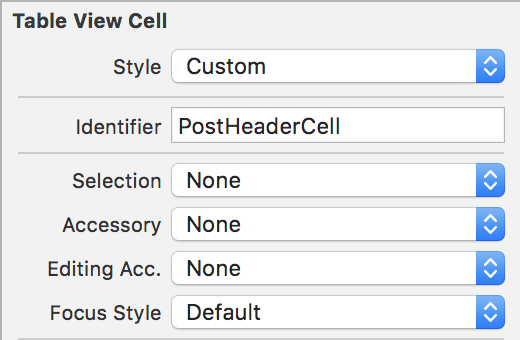 Table View Cell
Style Custom
Identifier PostHeaderCell
Selection None
Accessory None
Editing Acc. None
Focus Style Default